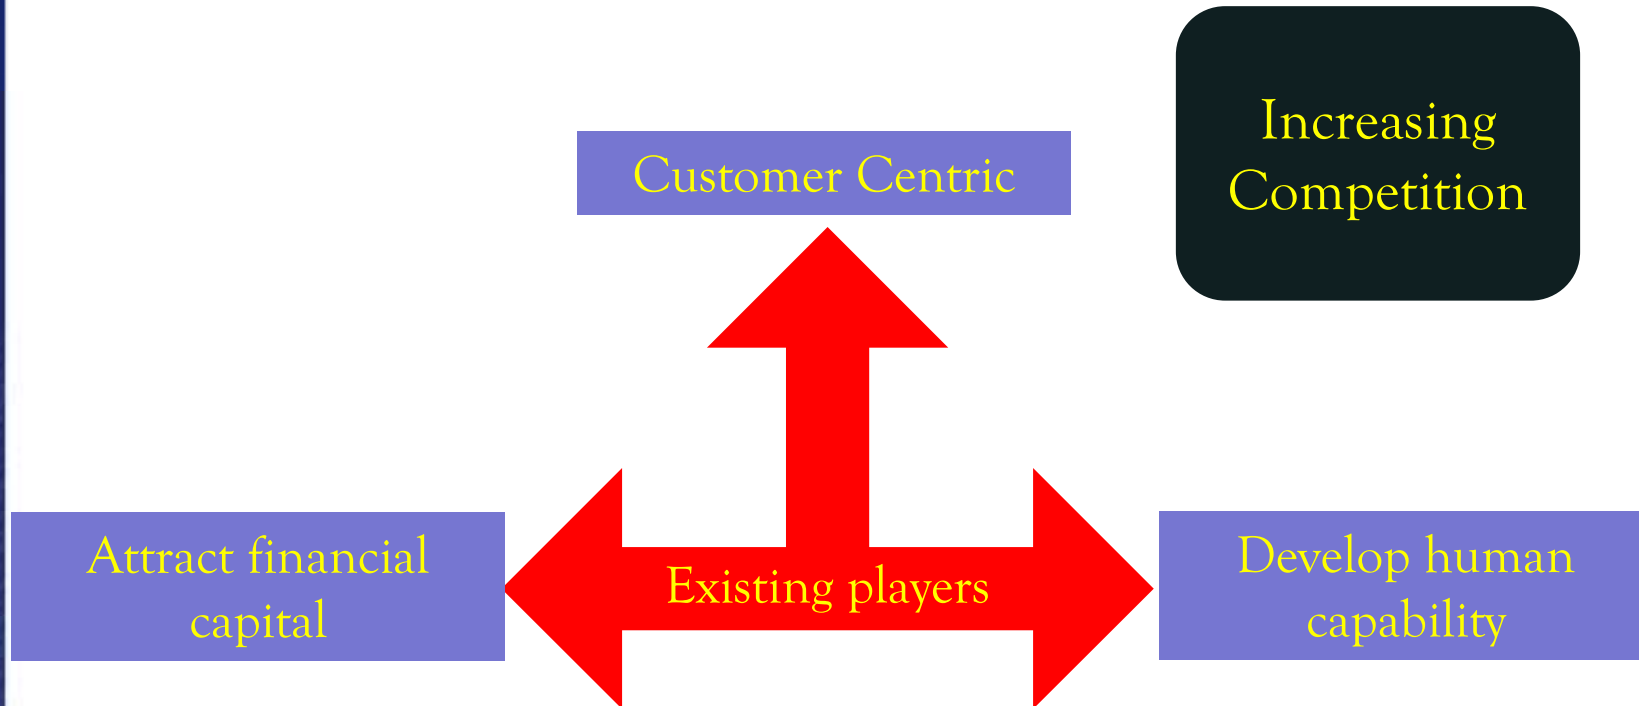 Increasing
Competition
Customer Centric
Attract financial
capital
Existing players
Develop human
capability